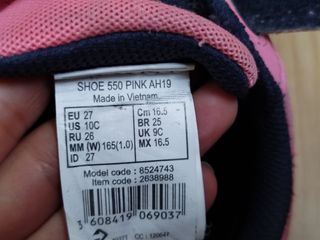 SHOE 550 PINK AH19
Made in Vietnam
EU 27 Cm 16.5
US 10C BR 25
RU 26 UK 9C
MM (W) 165(1.0) MX 16.5
ID 27
Model code : 8524743
Item code : 2638988
3 608419 069037
CC : 120647